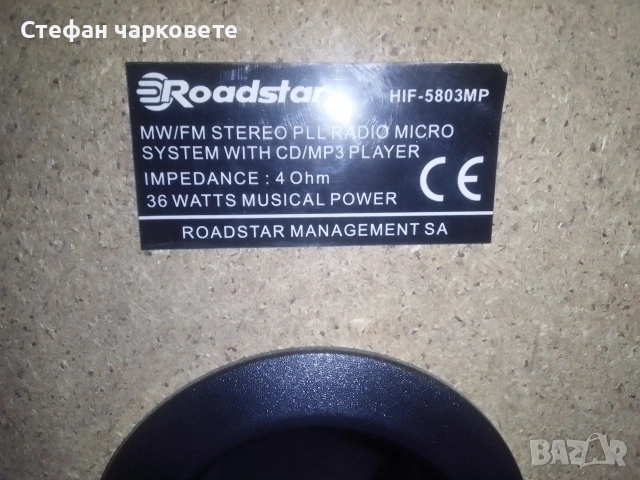 Стефан чарковете
Roadstar
HIF-5803MP
MW/FM STEREO PLL RADIO MICRO
SYSTEM WITH CD/MP3 PLAYER
IMPEDANCE : 4 Ohm
36 WATTS MUSICAL POWER
CE
ROADSTAR MANAGEMENT SA
BAZAR